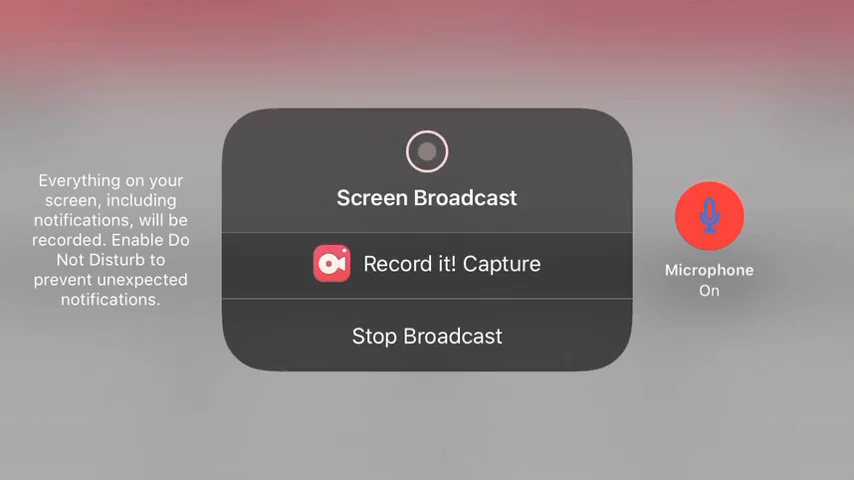 Everything on your
screen, including
notifications, will be
recorded. Enable Do
Not Disturb to
prevent unexpected
notifications.
Screen Broadcast
Record it! Capture
Stop Broadcast
Microphone
On